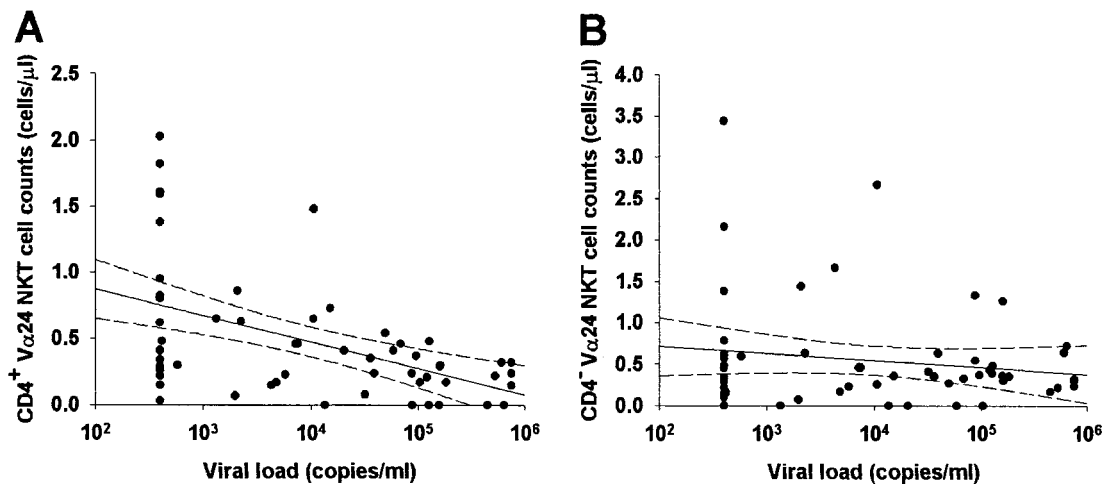 A
CD4⁺ Vα24 NKT cell counts (cells/μl)
2.5
2.0
1.5
1.0
0.5
0.0
10² 10³ 10⁴ 10⁵ 10⁶
Viral load (copies/ml)
B
CD4⁻ Vα24 NKT cell counts (cells/μl)
4.0
3.5
3.0
2.5
2.0
1.5
1.0
0.5
0.0
10² 10³ 10⁴ 10⁵ 10⁶
Viral load (copies/ml)